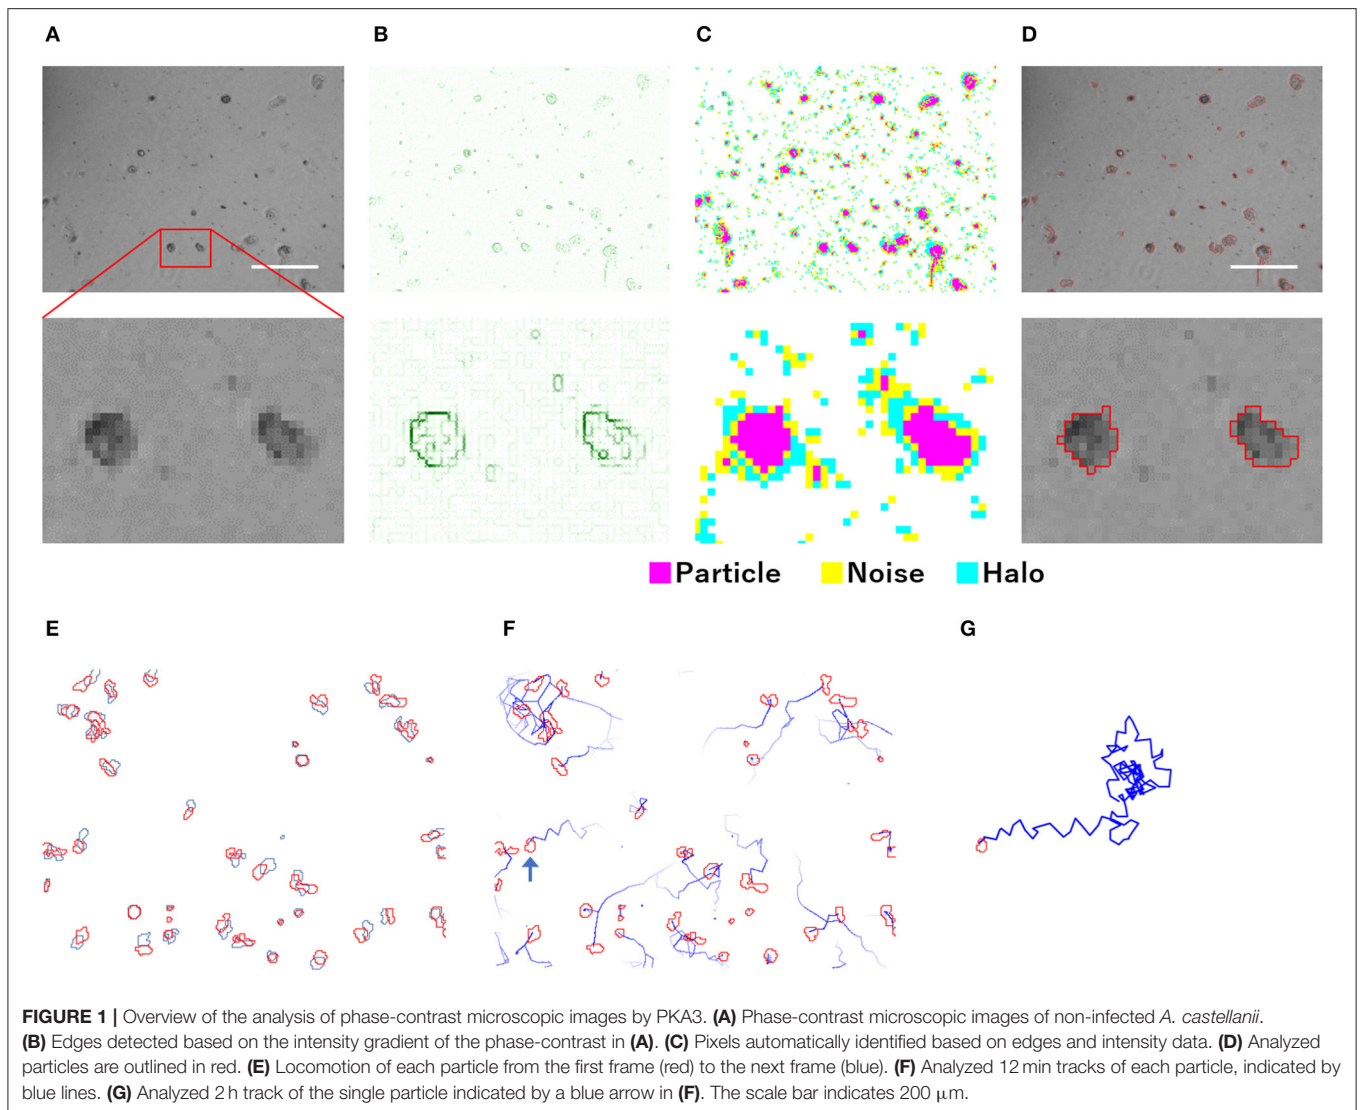 A
B
C
D
Particle
Noise
Halo
E
F
G
FIGURE 1 | Overview of the analysis of phase-contrast microscopic images by PKA3. (A) Phase-contrast microscopic images of non-infected A. castellanii.
(B) Edges detected based on the intensity gradient of the phase-contrast in (A). (C) Pixels automatically identified based on edges and intensity data. (D) Analyzed
particles are outlined in red. (E) Locomotion of each particle from the first frame (red) to the next frame (blue). (F) Analyzed 12 min tracks of each particle, indicated by
blue lines. (G) Analyzed 2 h track of the single particle indicated by a blue arrow in (F). The scale bar indicates 200 μm.